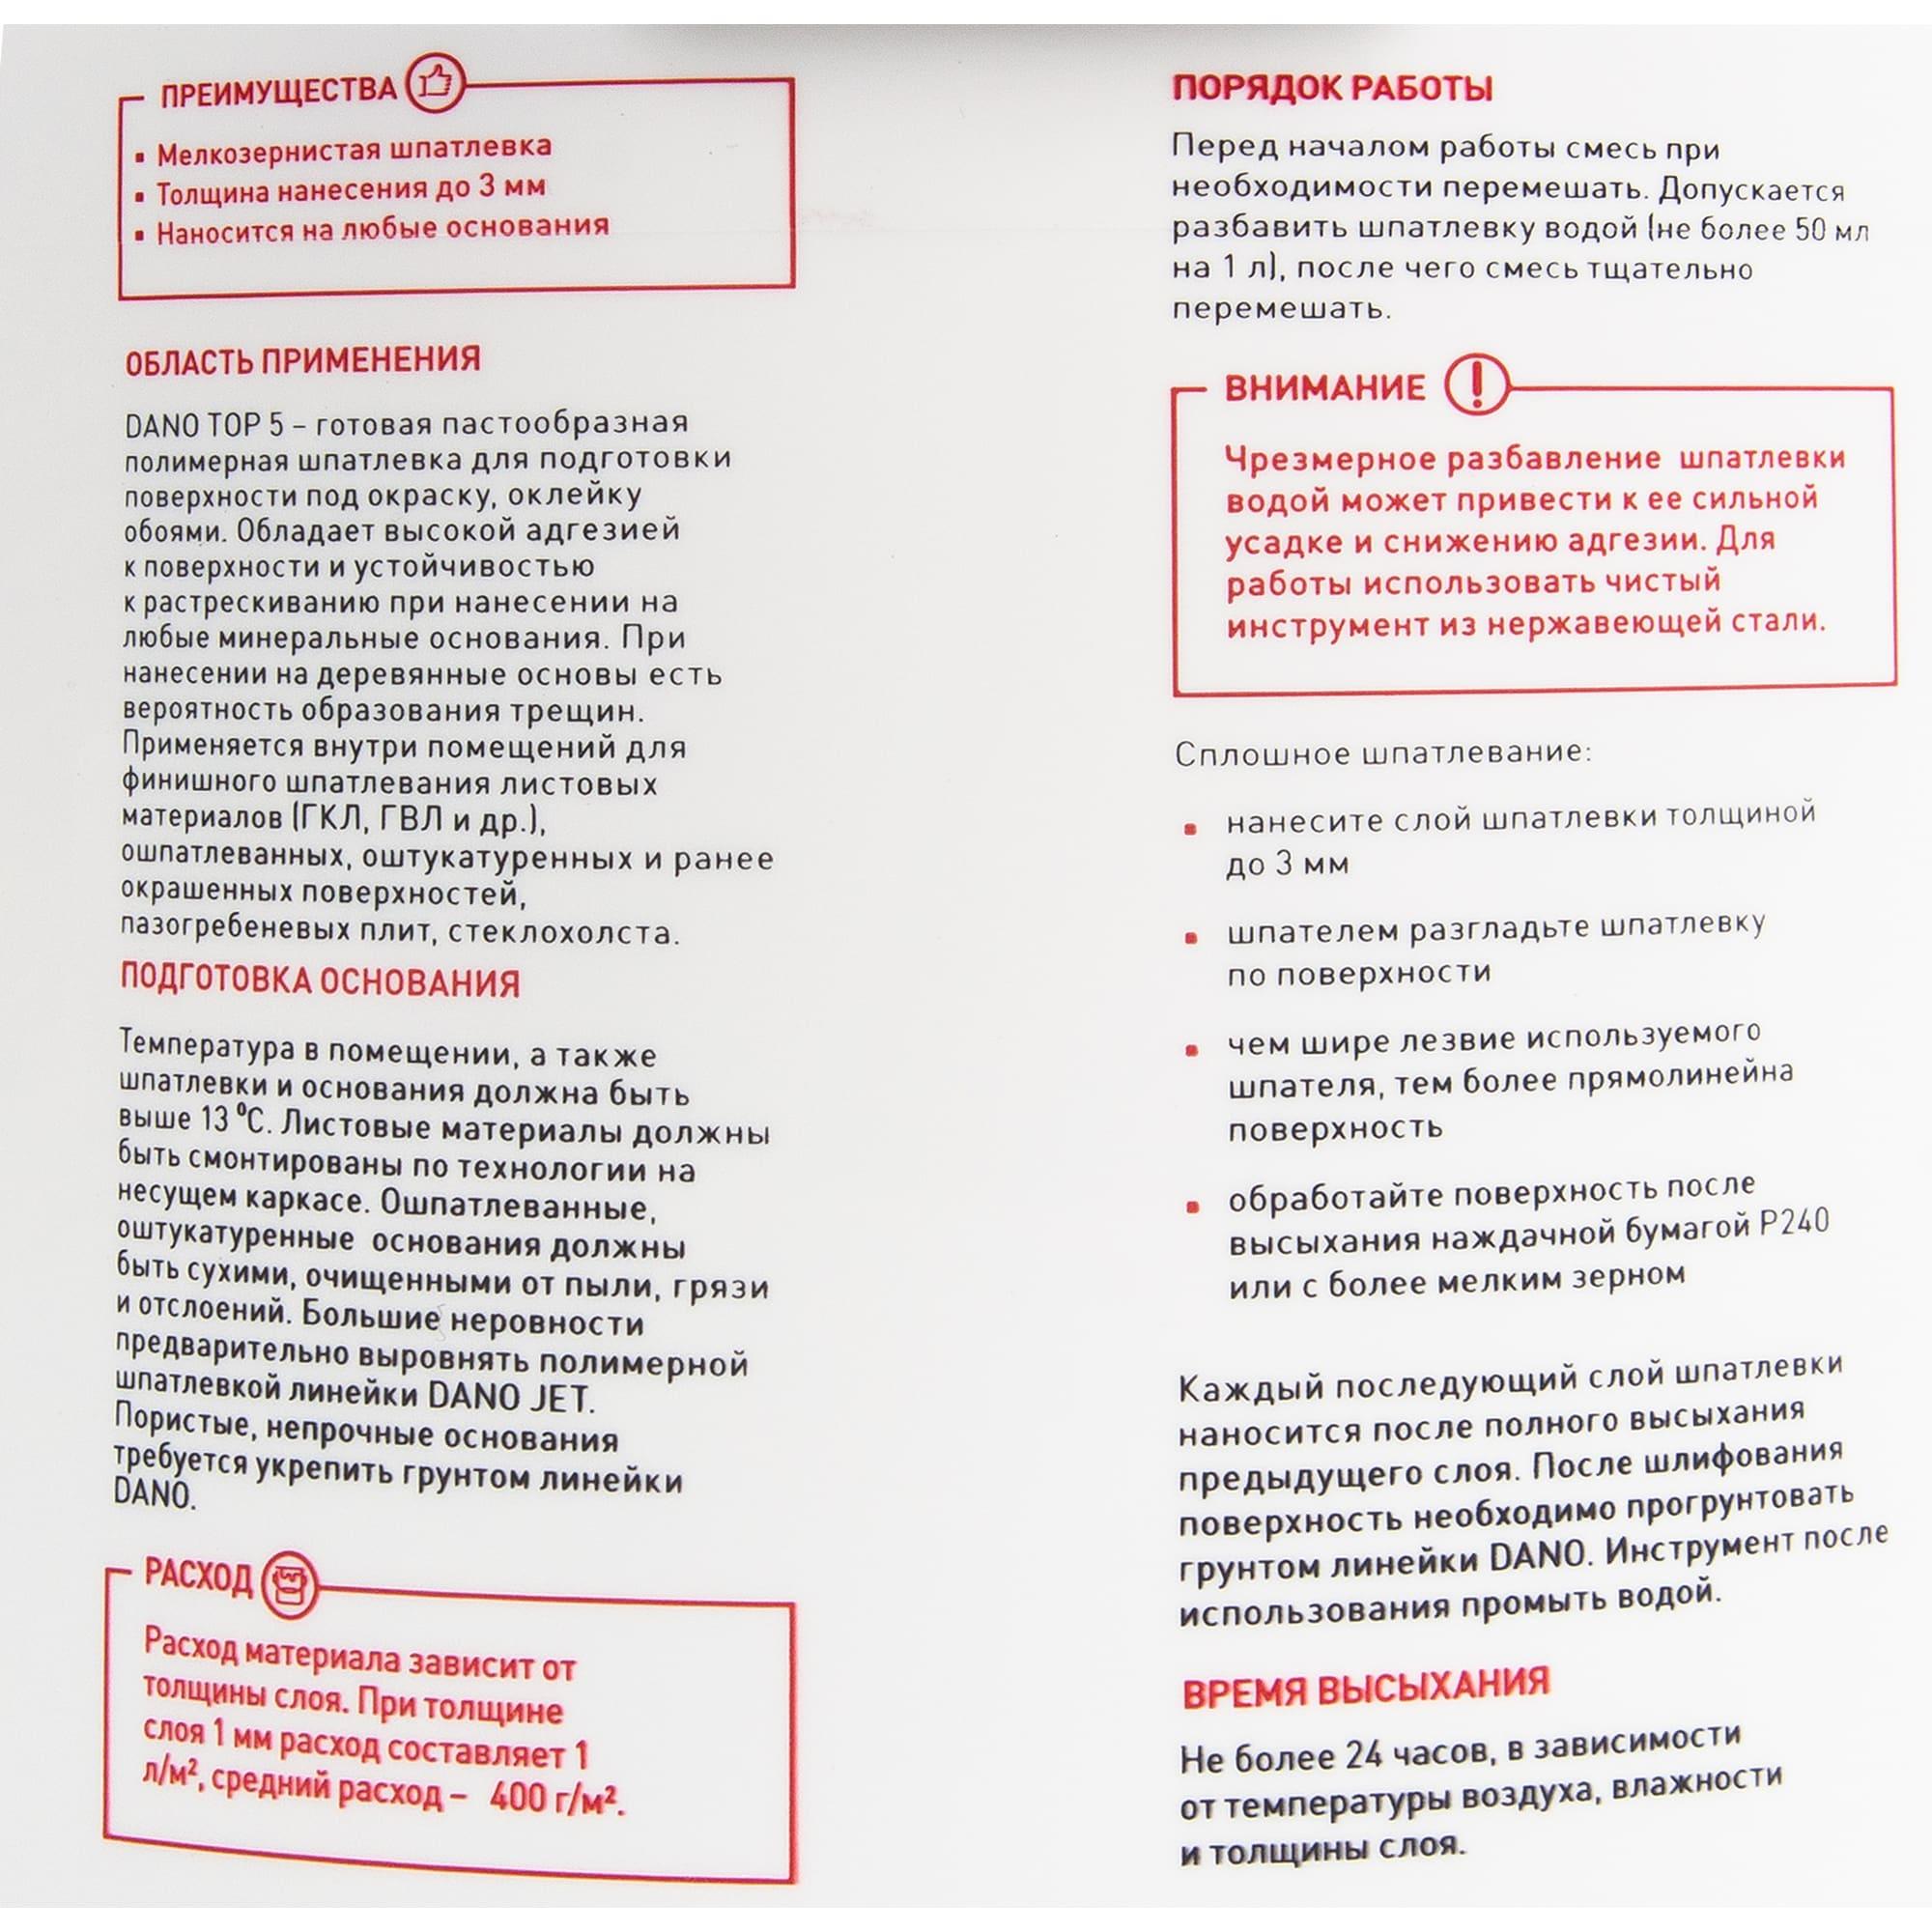 ПРЕИМУЩЕСТВА
▪ Мелкозернистая шпатлевка
▪ Толщина нанесения до 3 мм
▪ Наносится на любые основания
ОБЛАСТЬ ПРИМЕНЕНИЯ
DANO TOP 5 – готовая пастообразная
полимерная шпатлевка для подготовки
поверхности под окраску, оклейку
обоями. Обладает высокой адгезией
к поверхности и устойчивостью
к растрескиванию при нанесении на
любые минеральные основания. При
нанесении на деревянные основы есть
вероятность образования трещин.
Применяется внутри помещений для
финишного шпатлевания листовых
материалов (ГКЛ, ГВЛ и др.),
ошпатлеванных, оштукатуренных и ранее
окрашенных поверхностей,
пазогребеневых плит, стеклохолста.
ПОДГОТОВКА ОСНОВАНИЯ
Температура в помещении, а также
шпатлевки и основания должна быть
выше 13 ⁰С. Листовые материалы должны
быть смонтированы по технологии на
несущем каркасе. Ошпатлеванные,
оштукатуренные основания должны
быть сухими, очищенными от пыли, грязи
и отслоений. Большие неровности
предварительно выровнять полимерной
шпатлевкой линейки DANO JET.
Пористые, непрочные основания
требуется укрепить грунтом линейки
DANO.
РАСХОД
Расход материала зависит от
толщины слоя. При толщине
слоя 1 мм расход составляет 1
л/м², средний расход – 400 г/м².
ПОРЯДОК РАБОТЫ
Перед началом работы смесь при
необходимости перемешать. Допускается
разбавить шпатлевку водой (не более 50 мл
на 1 л), после чего смесь тщательно
перемешать.
ВНИМАНИЕ
Чрезмерное разбавление шпатлевки
водой может привести к ее сильной
усадке и снижению адгезии. Для
работы использовать чистый
инструмент из нержавеющей стали.
Сплошное шпатлевание:
▪ нанесите слой шпатлевки толщиной
до 3 мм
▪ шпателем разгладьте шпатлевку
по поверхности
▪ чем шире лезвие используемого
шпателя, тем более прямолинейна
поверхность
▪ обработайте поверхность после
высыхания наждачной бумагой Р240
или с более мелким зерном
Каждый последующий слой шпатлевки
наносится после полного высыхания
предыдущего слоя. После шлифования
поверхность необходимо прогрунтовать
грунтом линейки DANO. Инструмент после
использования промыть водой.
ВРЕМЯ ВЫСЫХАНИЯ
Не более 24 часов, в зависимости
от температуры воздуха, влажности
и толщины слоя.